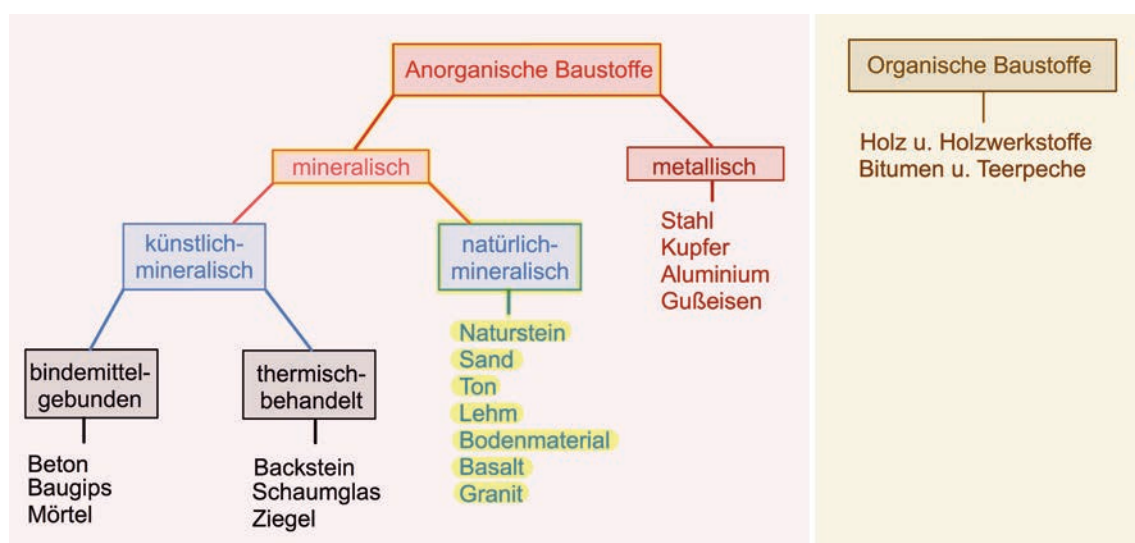 Anorganische Baustoffe
Organische Baustoffe
Holz u. Holzwerkstoffe
Bitumen u. Teerpeche
mineralisch
metallisch
Stahl
Kupfer
Aluminium
Gußeisen
künstlich-
mineralisch
natürlich-
mineralisch
Naturstein
Sand
Ton
Lehm
Bodenmaterial
Basalt
Granit
bindemittel-
gebunden
thermisch-
behandelt
Beton
Baugips
Mörtel
Backstein
Schaumglas
Ziegel